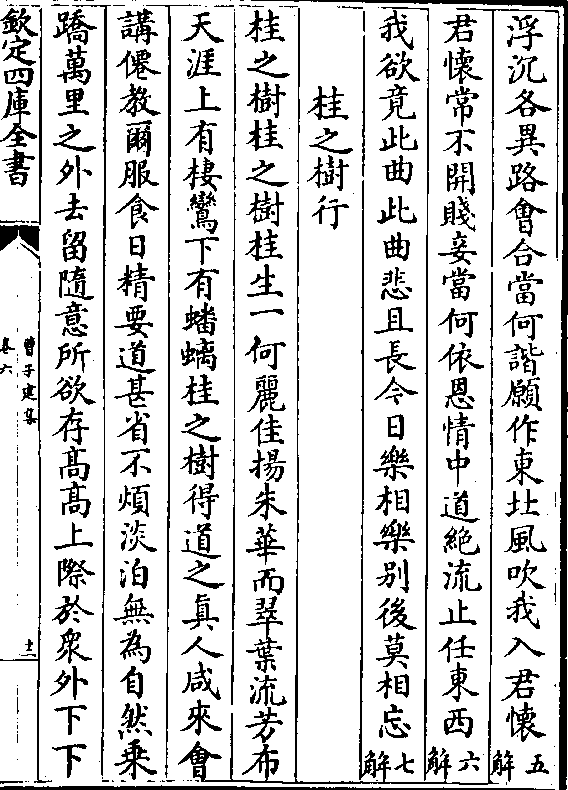 浮沉各異路會合當何諧願作東北風吹我入君懷五解
君懷常不開賤妾當何依恩情中道絶流止任東西六解
我欲竟此曲此曲悲且長今日樂相樂别後莫相忘七解
桂之樹行
桂之樹桂之樹桂生一何麗佳揚朱華而翠葉流芳布
天涯上有棲鸞下有蟠螭桂之樹得道之眞人咸來會
講僊教爾服食日精要道甚省不煩淡泊無為自然乗
蹻萬里之外去留隨意所欲存髙髙上際於衆外下下
欽定四庫全書
曹子建集
卷六
十二